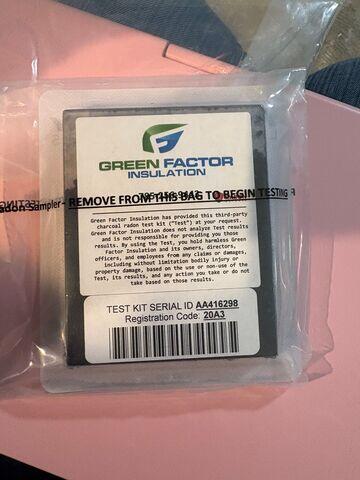 GREEN FACTOR
INSULATION
adon Sampler- REMOVE FROM THIS BAG TO BEGIN TESTING
Green Factor Insulation has provided this third-party
charcoal radon test kit ("Test") at your request.
Green Factor Insulation does not analyze Test results
and is not responsible for providing you those
results. By using the Test, you hold harmless Green
Factor Insulation and its owners, directors,
officers, and employees from any claims or damages,
including without limitation bodily injury or
property damage, based on the use or non-use of the
Test, its results, and any action you take or do not
take based on those results.
TEST KIT SERIAL ID AA416298
Registration Code: 20A3